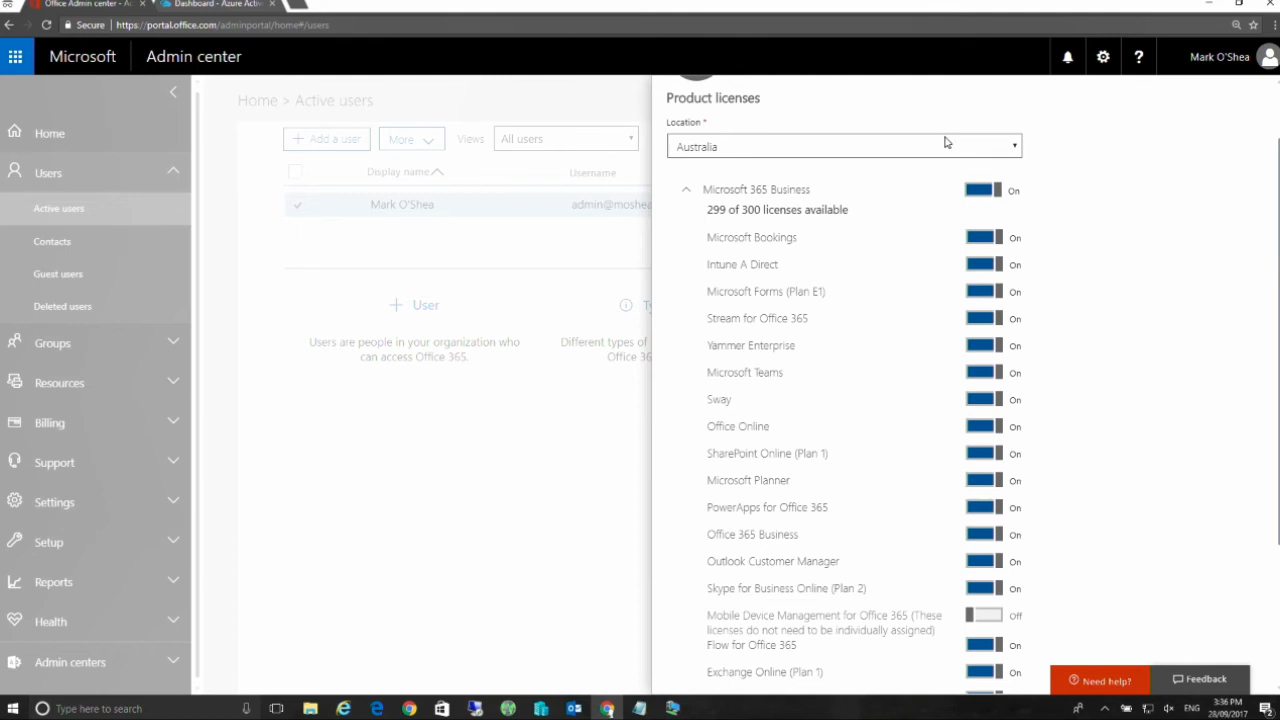 Office Admin center - A
Dashboard - Azure Activ
Secure
https://portal.office.com/adminportal/home#/users
Microsoft
Admin center
Mark O'Shea
Home
Users
Active users
Contacts
Guest users
Deleted users
Groups
Resources
Billing
Support
Settings
Setup
Reports
Health
Admin centers
Home > Active users
+ Add a user
More
Views
All users
Display name
Username
Mark O'Shea
admin@moshea
+ User
Users are people in your organization who
can access Office 365.
Different types of
Office 36
Product licenses
Location *
Australia
Microsoft 365 Business On
299 of 300 licenses available
Microsoft Bookings On
Intune A Direct On
Microsoft Forms (Plan E1) On
Stream for Office 365 On
Yammer Enterprise On
Microsoft Teams On
Sway On
Office Online On
SharePoint Online (Plan 1) On
Microsoft Planner On
PowerApps for Office 365 On
Office 365 Business On
Outlook Customer Manager On
Skype for Business Online (Plan 2) On
Mobile Device Management for Office 365 (These Off
licenses do not need to be individually assigned)
Flow for Office 365 On
Exchange Online (Plan 1) On
Need help?
Feedback
Type here to search
ENG
3:36 PM
28/09/2017